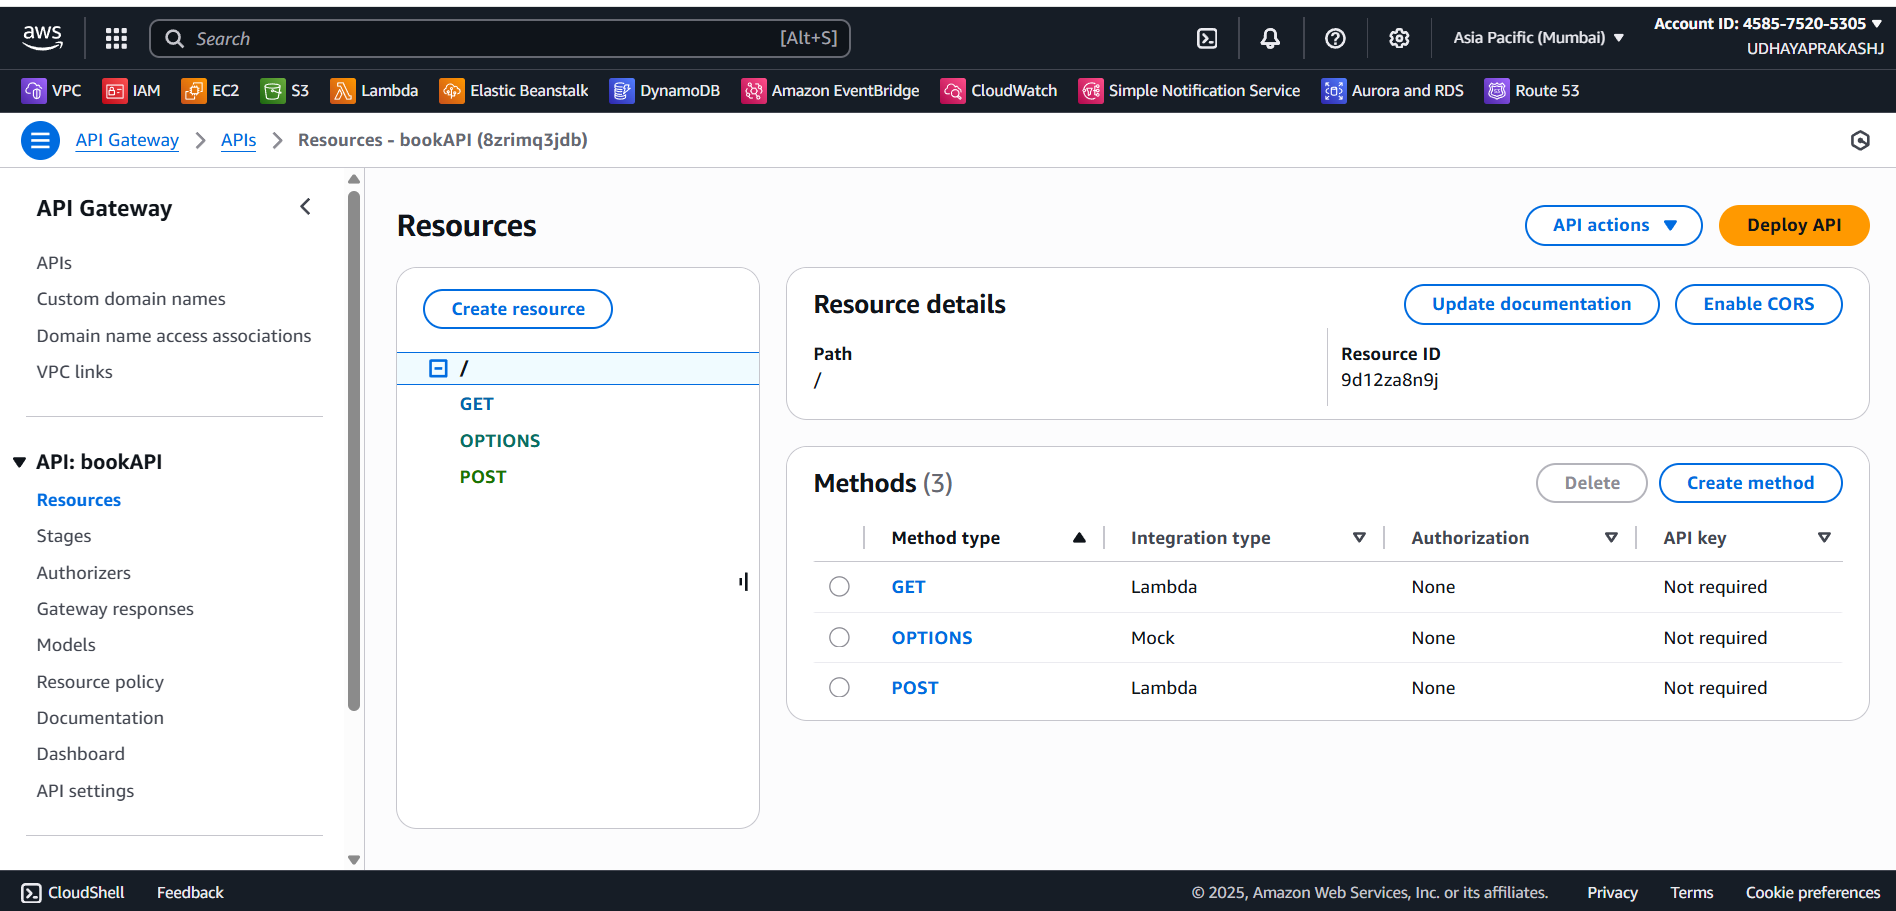 aws
Search
[Alt+S]
Asia Pacific (Mumbai)
Account ID: 4585-7520-5305
UDHAYAPRAKASHJ
VPC IAM EC2 S3 Lambda Elastic Beanstalk DynamoDB Amazon EventBridge CloudWatch Simple Notification Service Aurora and RDS Route 53
API Gateway APIs Resources - bookAPI (8zrimq3jdb)
API Gateway
APIs
Custom domain names
Domain name access associations
VPC links
API: bookAPI
Resources
Stages
Authorizers
Gateway responses
Models
Resource policy
Documentation
Dashboard
API settings
Resources
API actions
Deploy API
Create resource
/
GET
OPTIONS
POST
Resource details
Update documentation
Enable CORS
Path
/
Resource ID
9d12za8n9j
Methods (3)
Delete
Create method
Method type Integration type Authorization API key
GET Lambda None Not required
OPTIONS Mock None Not required
POST Lambda None Not required
CloudShell Feedback © 2025, Amazon Web Services, Inc. or its affiliates. Privacy Terms Cookie preferences